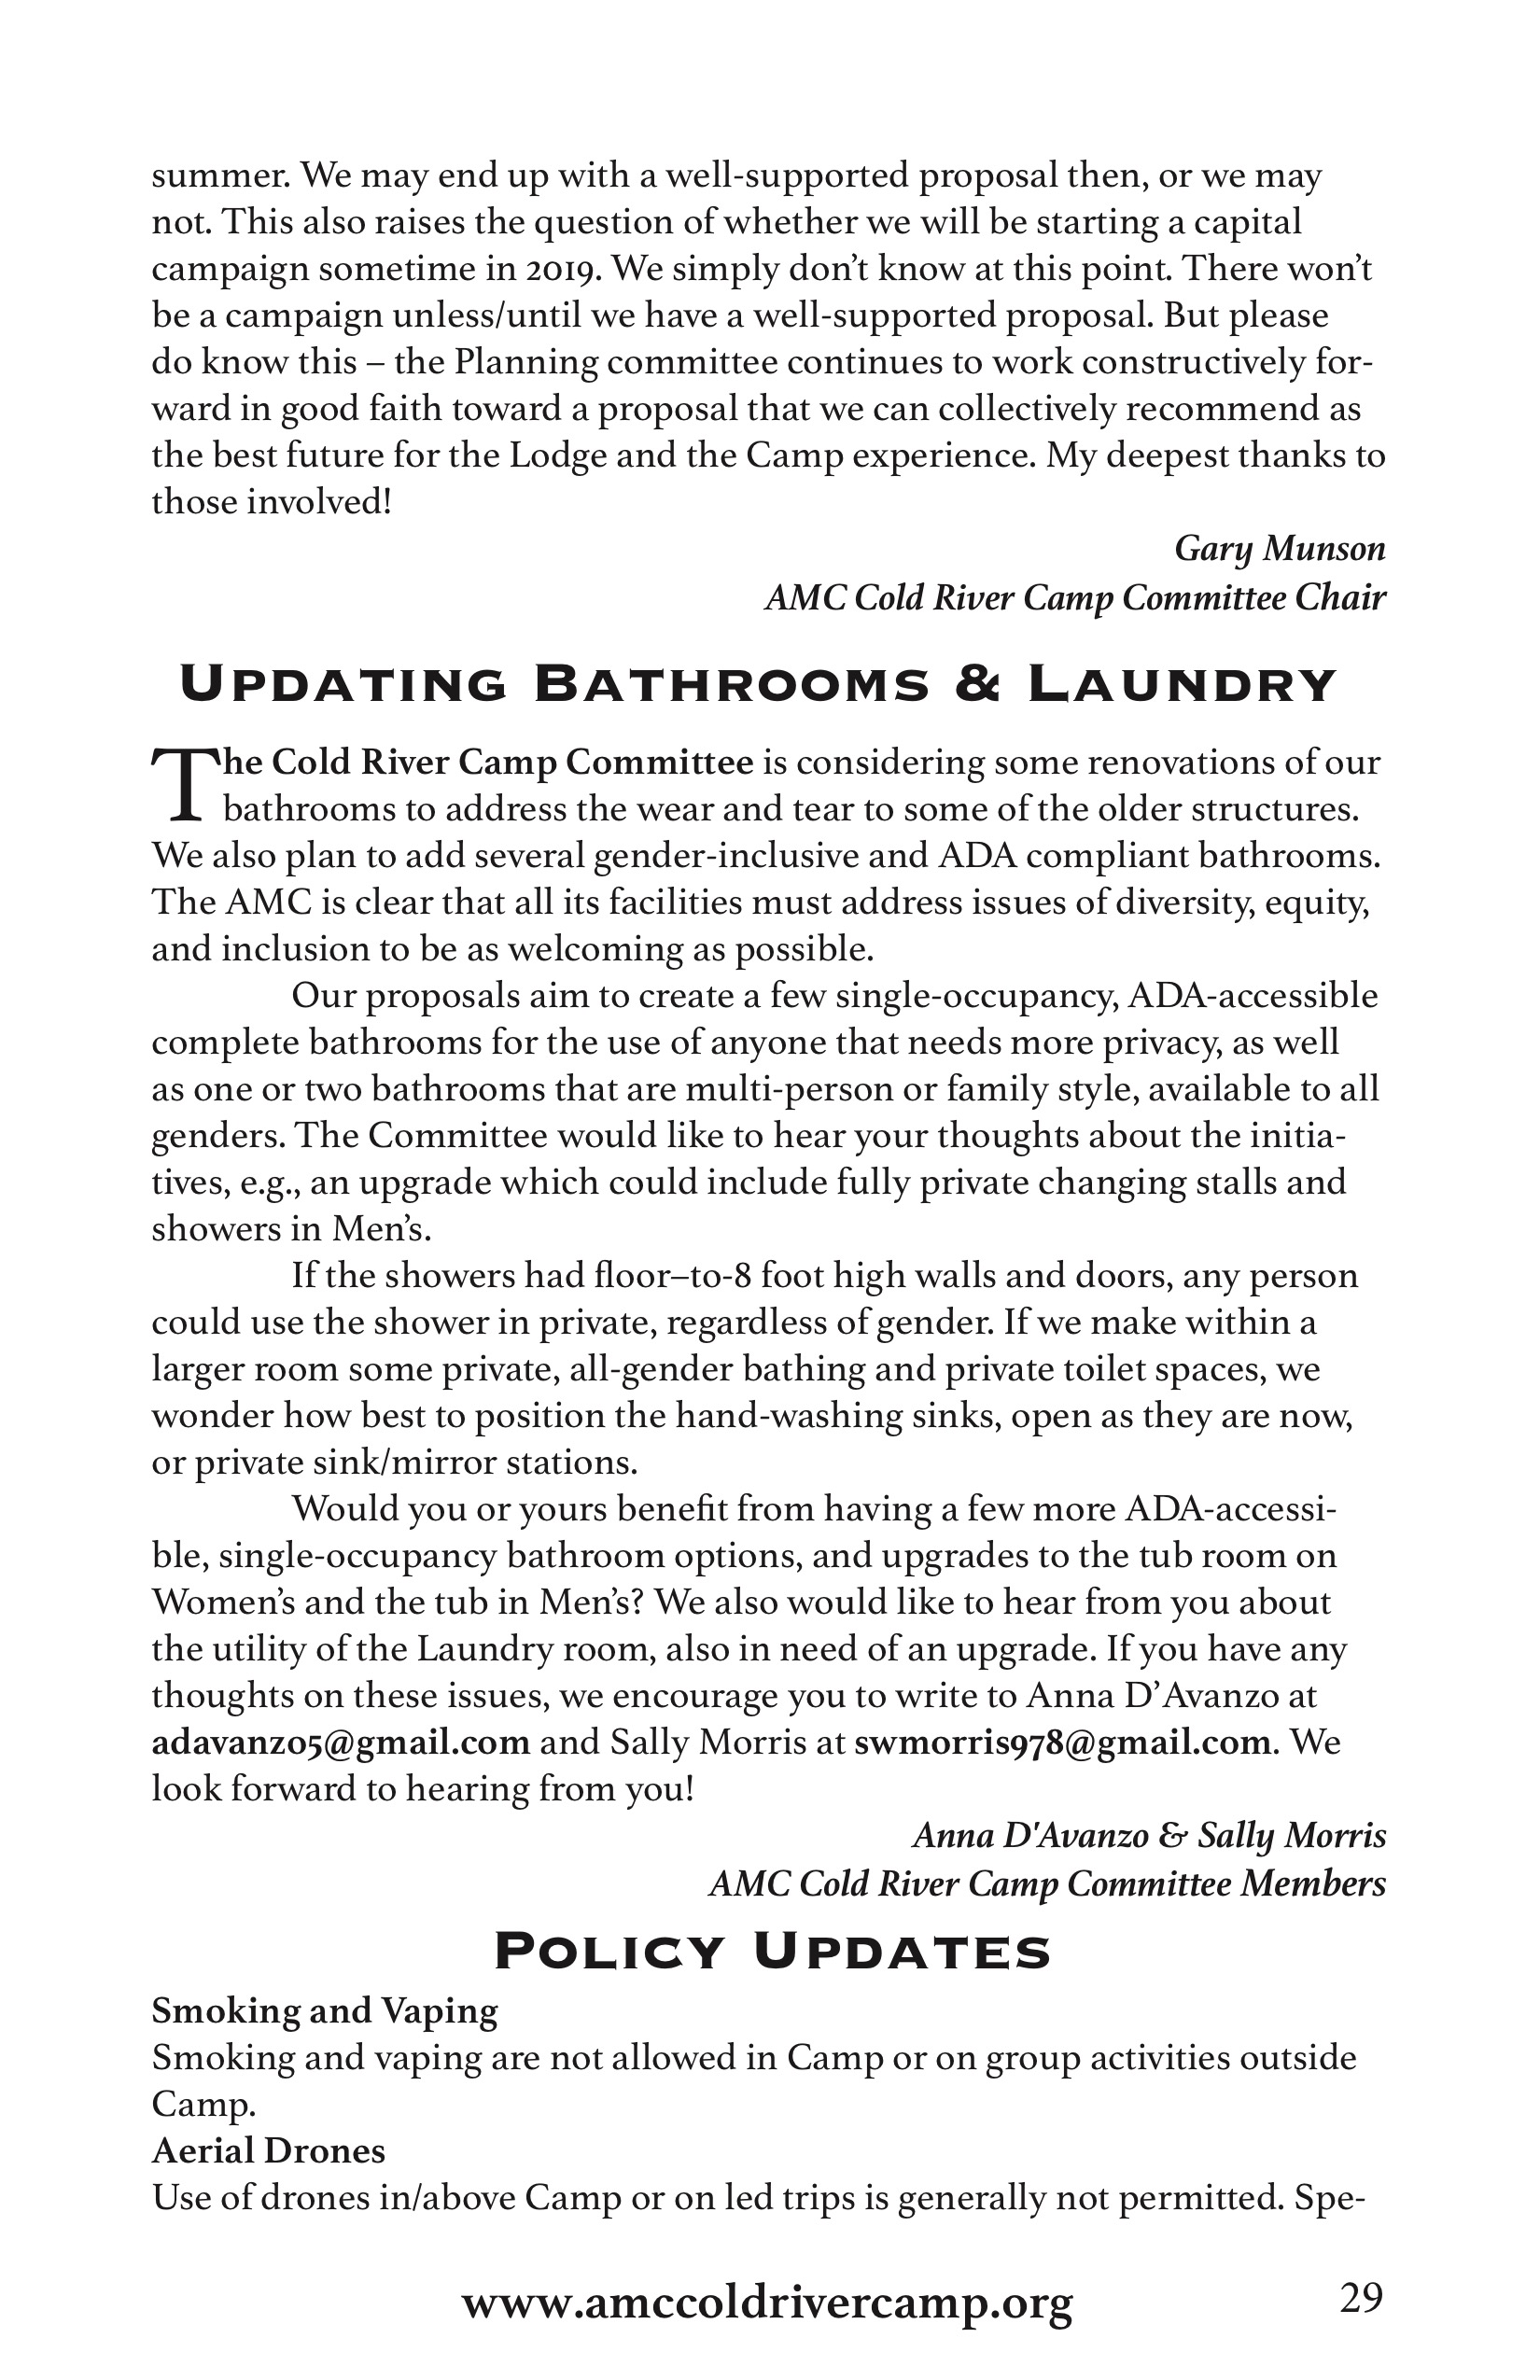 summer. We may end up with a well-supported proposal then, or we may
not. This also raises the question of whether we will be starting a capital
campaign sometime in 2019. We simply don’t know at this point. There won’t
be a campaign unless/until we have a well-supported proposal. But please
do know this – the Planning committee continues to work constructively for-
ward in good faith toward a proposal that we can collectively recommend as
the best future for the Lodge and the Camp experience. My deepest thanks to
those involved!
Gary Munson
AMC Cold River Camp Committee Chair
Updating Bathrooms & Laundry
The Cold River Camp Committee is considering some renovations of our
bathrooms to address the wear and tear to some of the older structures.
We also plan to add several gender-inclusive and ADA compliant bathrooms.
The AMC is clear that all its facilities must address issues of diversity, equity,
and inclusion to be as welcoming as possible.
Our proposals aim to create a few single-occupancy, ADA-accessible
complete bathrooms for the use of anyone that needs more privacy, as well
as one or two bathrooms that are multi-person or family style, available to all
genders. The Committee would like to hear your thoughts about the initia-
tives, e.g., an upgrade which could include fully private changing stalls and
showers in Men’s.
If the showers had floor–to-8 foot high walls and doors, any person
could use the shower in private, regardless of gender. If we make within a
larger room some private, all-gender bathing and private toilet spaces, we
wonder how best to position the hand-washing sinks, open as they are now,
or private sink/mirror stations.
Would you or yours benefit from having a few more ADA-accessi-
ble, single-occupancy bathroom options, and upgrades to the tub room on
Women’s and the tub in Men’s? We also would like to hear from you about
the utility of the Laundry room, also in need of an upgrade. If you have any
thoughts on these issues, we encourage you to write to Anna D’Avanzo at
adavanzo5@gmail.com and Sally Morris at swmorris978@gmail.com. We
look forward to hearing from you!
Anna D'Avanzo & Sally Morris
AMC Cold River Camp Committee Members
Policy Updates
Smoking and Vaping
Smoking and vaping are not allowed in Camp or on group activities outside
Camp.
Aerial Drones
Use of drones in/above Camp or on led trips is generally not permitted. Spe-
www.amccoldrivercamp.org
29